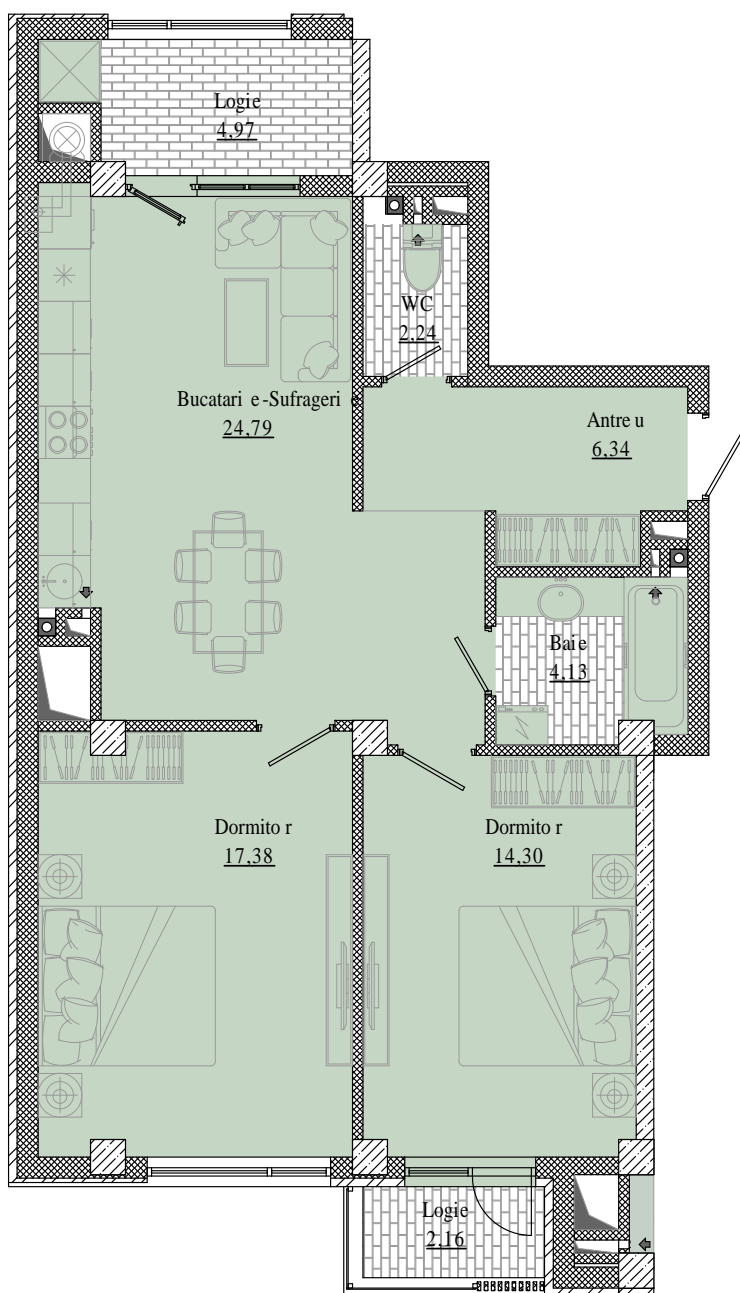 Logie
4,97
WC
2,24
Bucatari e-Sufrageri e
24,79
Antre u
6,34
Baie
4,13
Dormito r
17,38
Dormito r
14,30
Logie
2,16